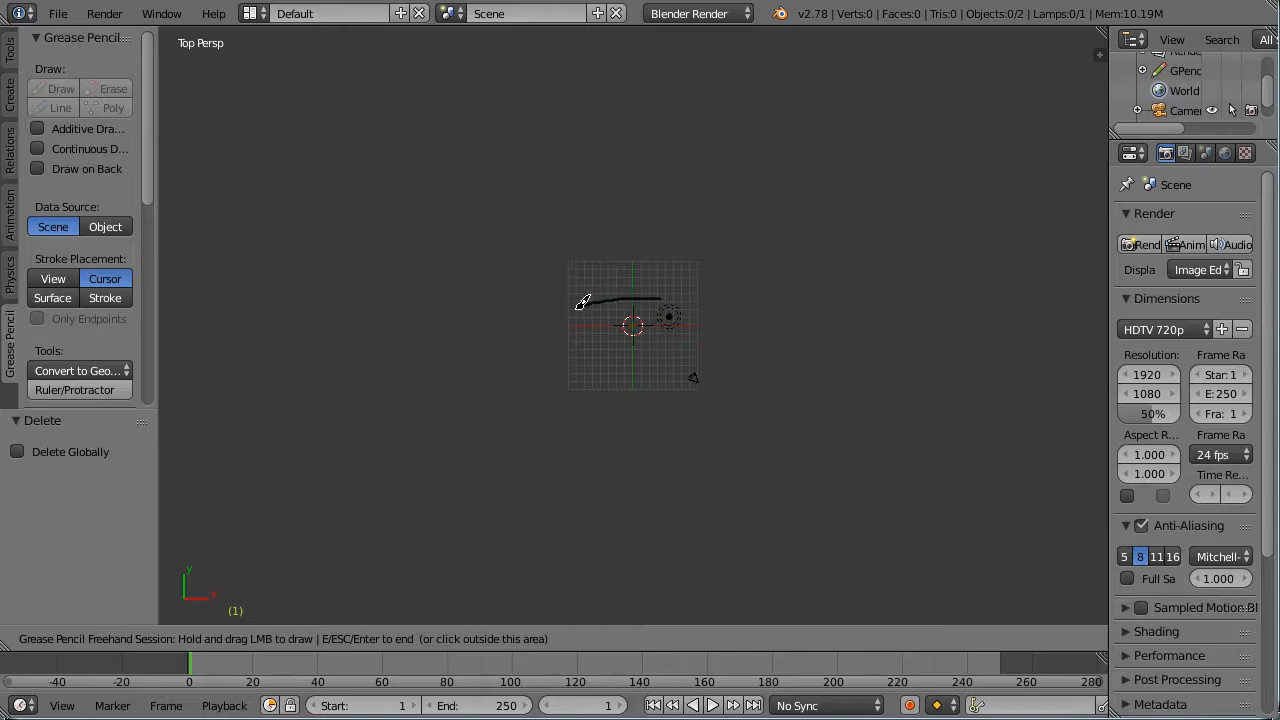 File Render Window Help Default Scene Blender Render v2.78 | Verts:0 | Faces:0 | Tris:0 | Objects:0/2 | Lamps:0/1 | Mem:10.19M
Tools
Create
Relations
Animation
Physics
Grease Pencil
Grease Pencil
Draw:
Draw Erase
Line Poly
Additive Dra...
Continuous D...
Draw on Back
Data Source:
Scene Object
Stroke Placement:
View Cursor
Surface Stroke
Only Endpoints
Tools:
Convert to Geo...
Ruler/Protractor
Delete
Delete Globally
Top Persp
y
x
(1)
Grease Pencil Freehand Session: Hold and drag LMB to draw | E/ESC/Enter to end (or click outside this area)
-40 -20 0 20 40 60 80 100 120 140 160 180 200 220 240 260 280
View Marker Frame Playback Start: 1 End: 250 1 No Sync
View Search All
GPenc
World
Camer
Scene
Render
Rend Anim Audio
Displa Image Ed
Dimensions
HDTV 720p
Resolution: Frame Ra
1920 Star: 1
1080 E: 250
50% Fra: 1
Aspect R... Frame Ra
1.000 24 fps
1.000 Time Re...
Anti-Aliasing
5 8 11 16 Mitchell-
Full Sa 1.000
Sampled Motion Bl
Shading
Performance
Post Processing
Metadata